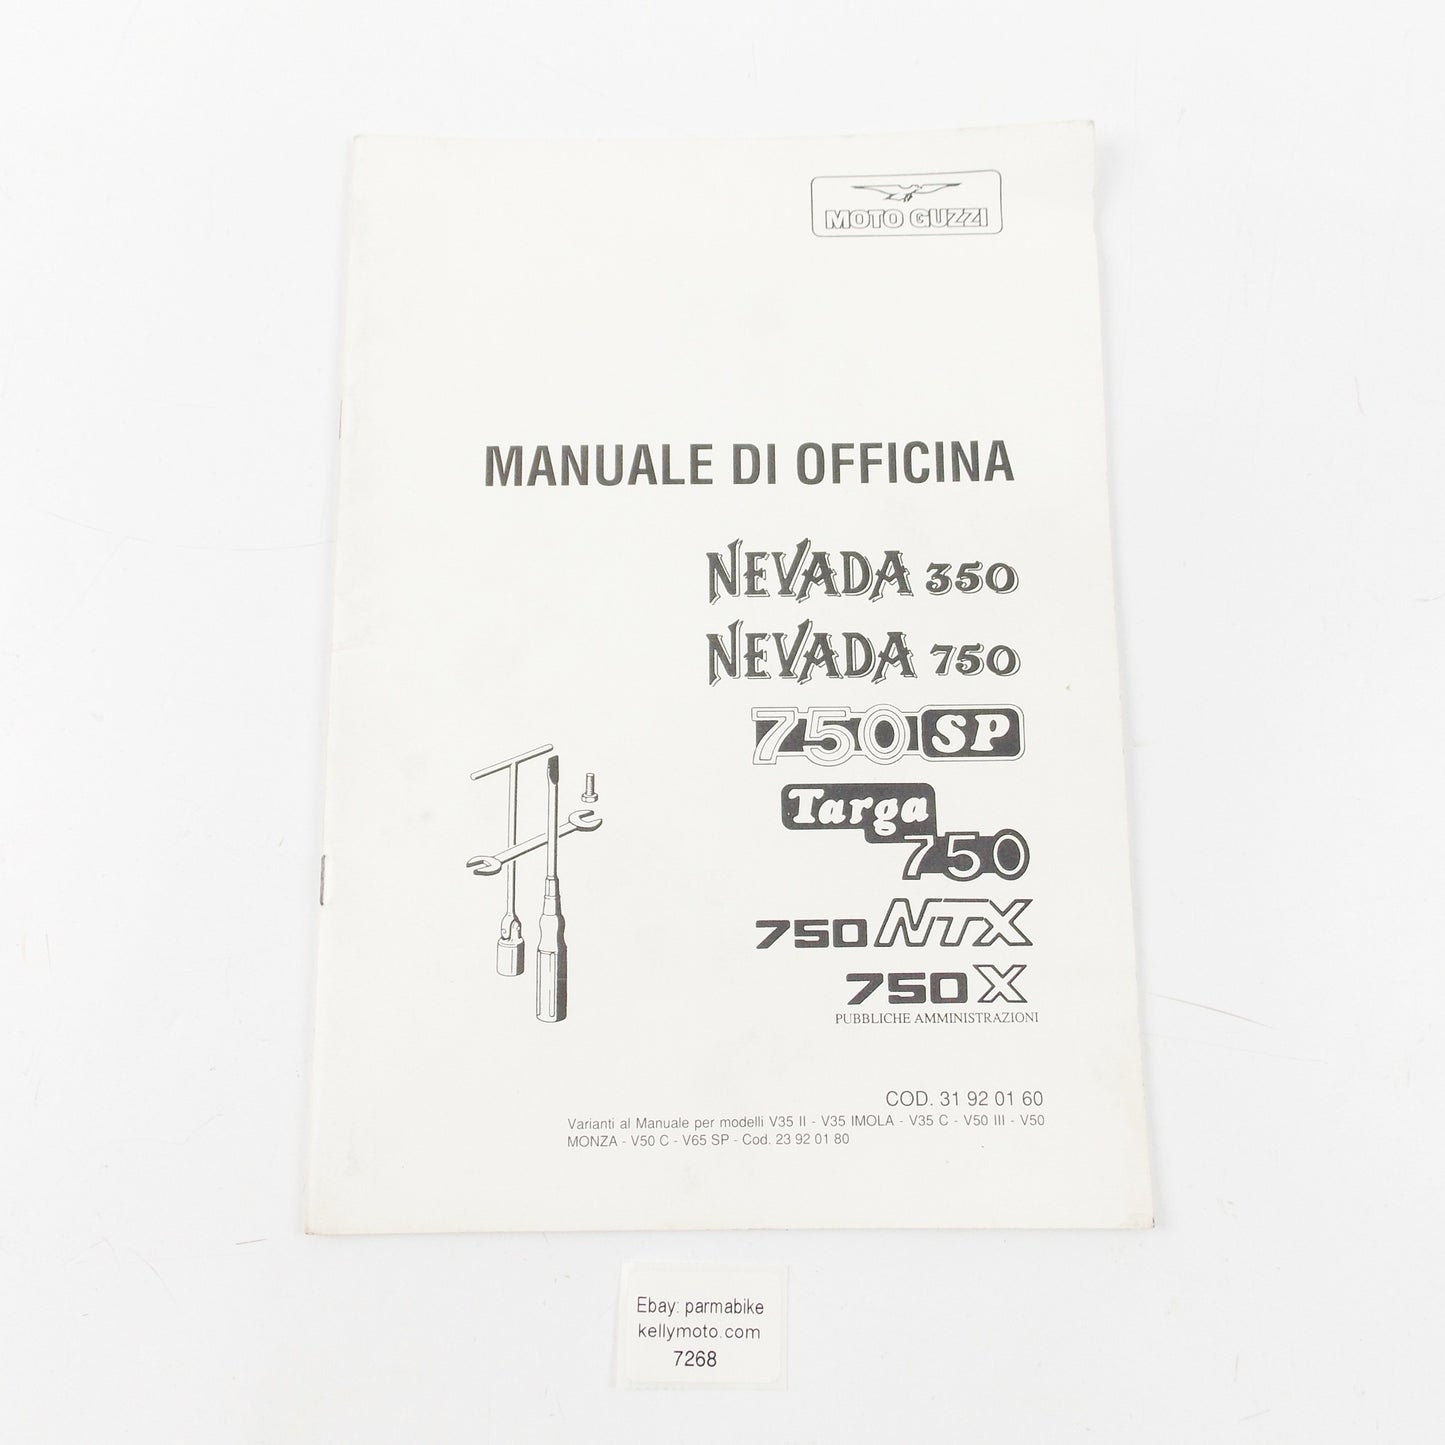 MOTO GUZZI
MANUALE DI OFFICINA
NEVADA 350
NEVADA 750
750 SP
Targa
750
750 NTX
750 X
PUBBLICHE AMMINISTRAZIONI
COD. 31 92 01 60
Varianti al Manuale per modelli V35 II - V35 IMOLA - V35 C - V50 III - V50
MONZA - V50 C - V65 SP - Cod. 23 92 01 80
Ebay: parmabike
kellymoto.com
7268